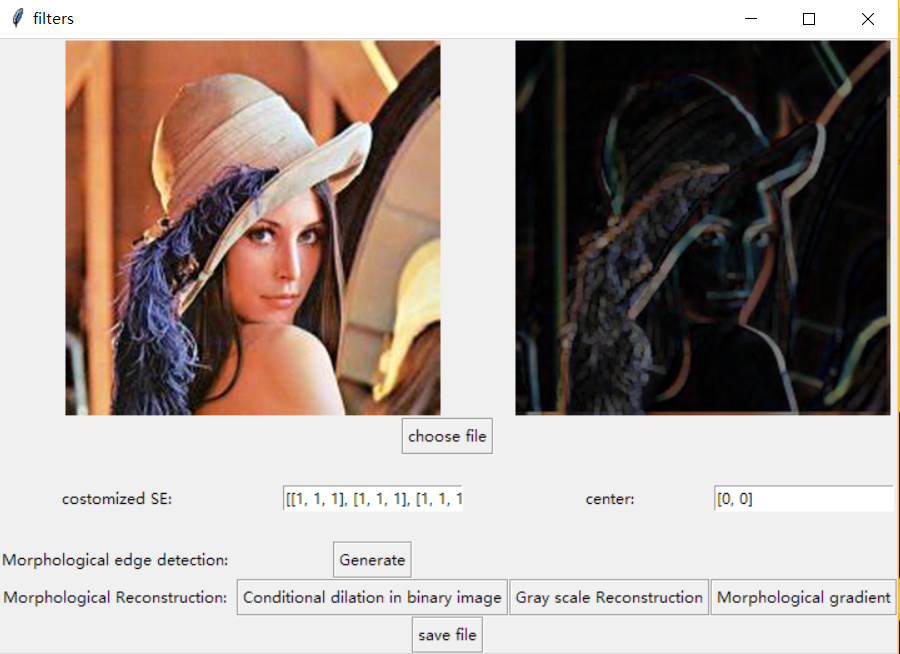 filters
choose file
costomized SE: [[1, 1, 1], [1, 1, 1], [1, 1, 1 center: [0, 0]
Morphological edge detection: Generate
Morphological Reconstruction: Conditional dilation in binary image Gray scale Reconstruction Morphological gradient
save file